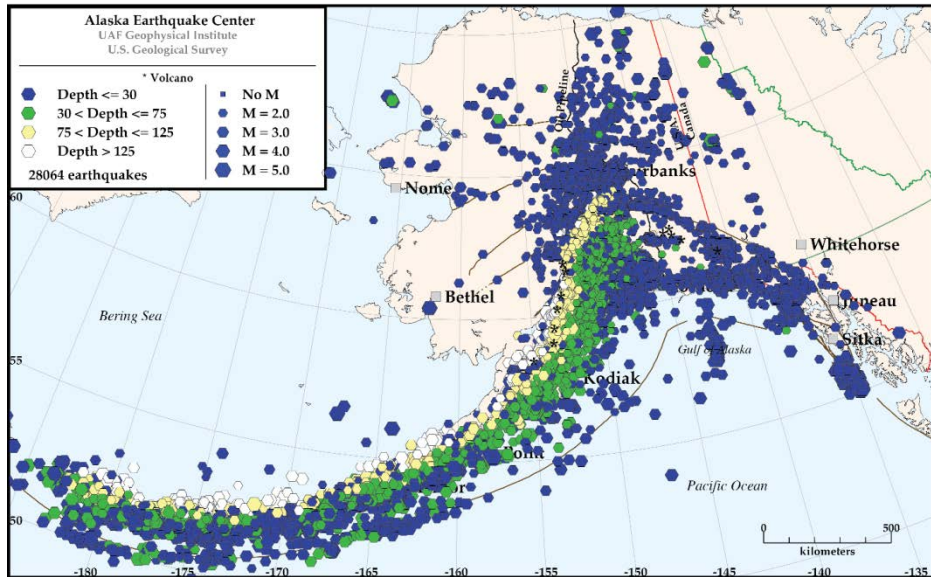 Alaska Earthquake Center
UAF Geophysical Institute
U.S. Geological Survey
* Volcano
Depth <= 30
30 < Depth <= 75
75 < Depth <= 125
Depth > 125
28064 earthquakes
No M
M = 2.0
M = 3.0
M = 4.0
M = 5.0
Oil Pipeline
Canada
rbanks
Nome
60
Whitehorse
Bethel
Juneau
Bering Sea
Sitka
Gulf of Alaska
55
Kodiak
Pacific Ocean
50
0 500
kilometers
-180 -175 -170 -165 -160 -155 -150 -145 -140 -135